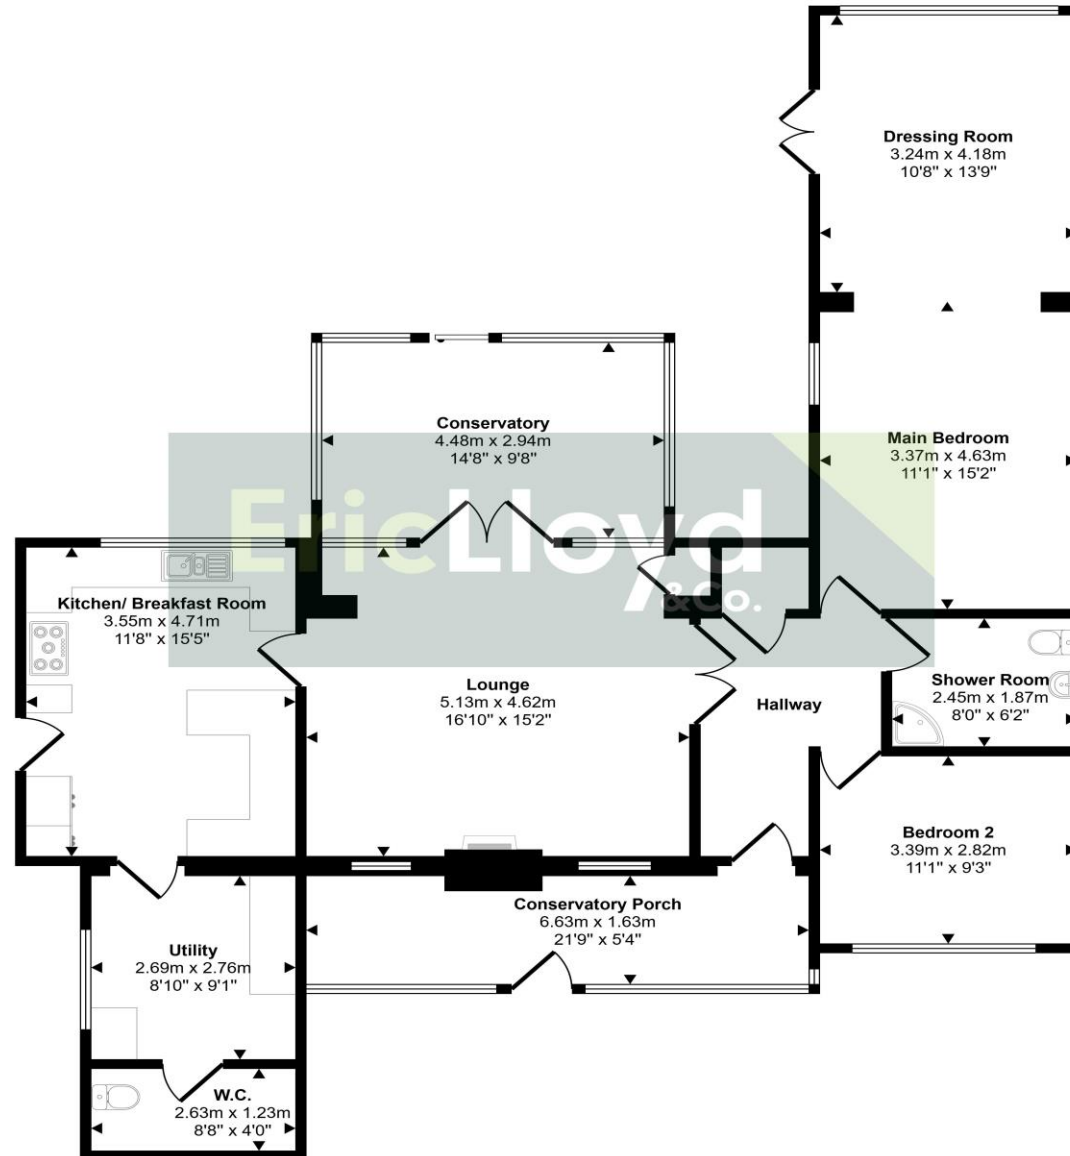 Dressing Room
3.24m x 4.18m
10'8" x 13'9"
Conservatory
4.48m x 2.94m
14'8" x 9'8"
Main Bedroom
3.37m x 4.63m
11'1" x 15'2"
EricLloyd
&Co.
Kitchen/ Breakfast Room
3.55m x 4.71m
11'8" x 15'5"
Lounge
5.13m x 4.62m
16'10" x 15'2"
Hallway
Shower Room
2.45m x 1.87m
8'0" x 6'2"
Bedroom 2
3.39m x 2.82m
11'1" x 9'3"
Conservatory Porch
6.63m x 1.63m
21'9" x 5'4"
Utility
2.69m x 2.76m
8'10" x 9'1"
W.C.
2.63m x 1.23m
8'8" x 4'0"